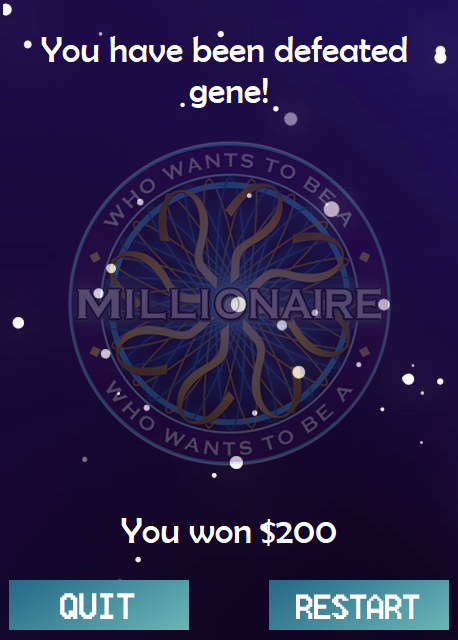 You have been defeated
gene!
WHO WANTS TO BE A
MILLIONAIRE
WHO WANTS TO BE A
You won $200
QUIT
RESTART